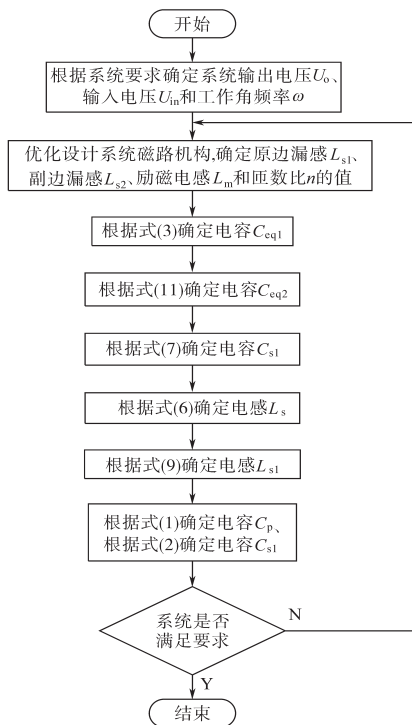 开始
根据系统要求确定系统输出电压Uo、
输入电压Uin和工作角频率ω
优化设计系统磁路机构,确定原边漏感Ls1、
副边漏感Ls2、励磁电感Lm和匝数比n的值
根据式(3)确定电容Ceq1
根据式(11)确定电容Ceq2
根据式(7)确定电容Cs1
根据式(6)确定电感Ls
根据式(9)确定电感Ls1
根据式(1)确定电容Cp、
根据式(2)确定电容Cs1
系统是否
满足要求
N
Y
结束